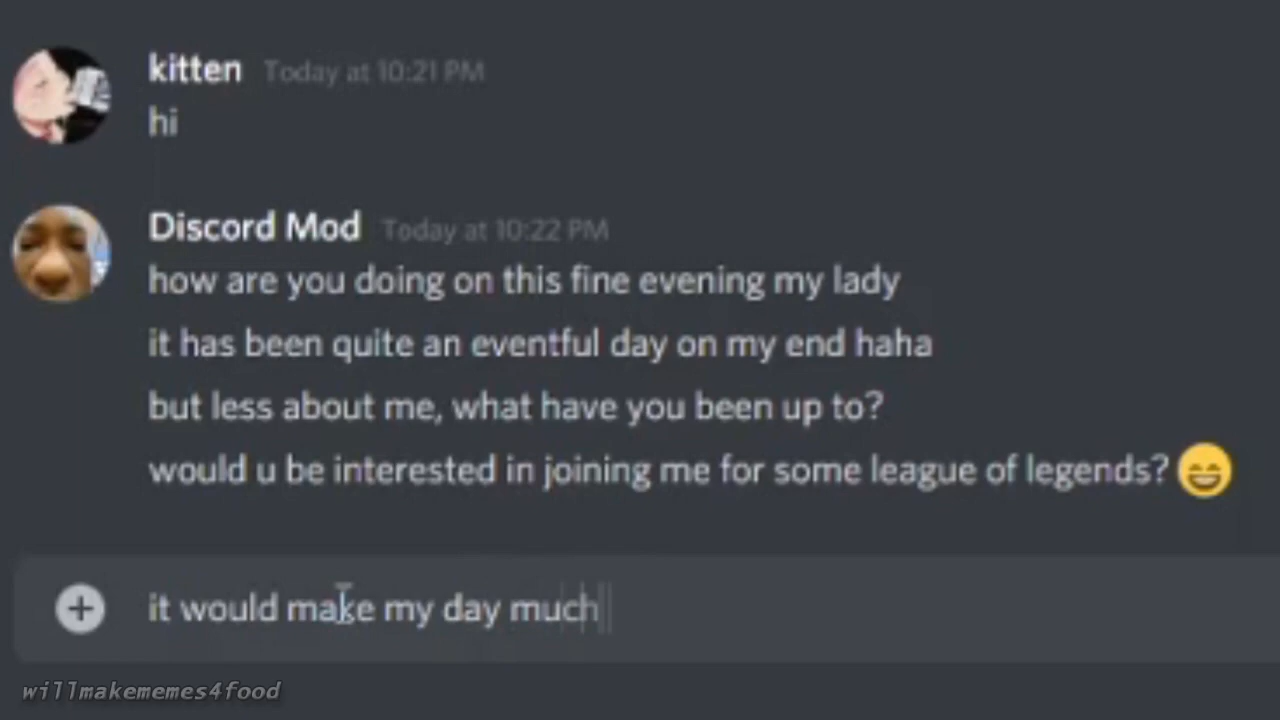 kitten Today at 10:21 PM
hi
Discord Mod Today at 10:22 PM
how are you doing on this fine evening my lady
it has been quite an eventful day on my end haha
but less about me, what have you been up to?
would u be interested in joining me for some league of legends? 😄
it would make my day much
willmakememes4food